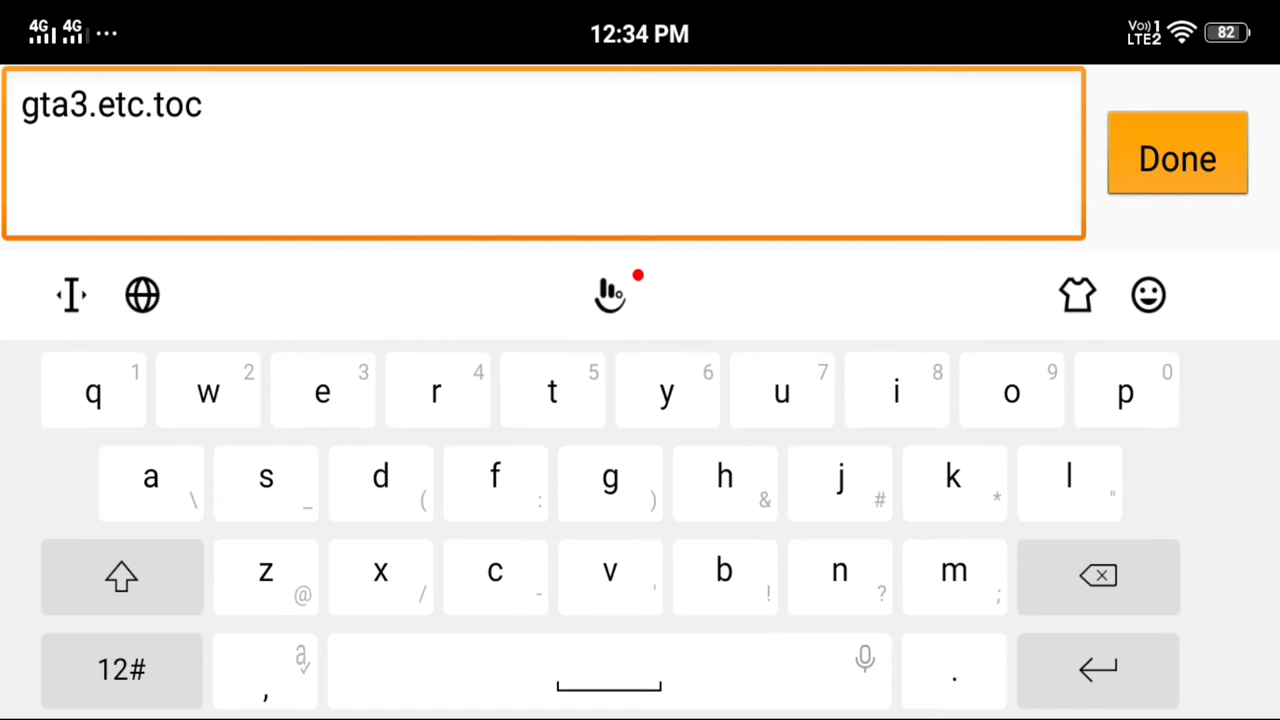 4G 4G ...
12:34 PM
Vo) 1
LTE2
82
gta3.etc.toc
Done
q 1 w 2 e 3 r 4 t 5 y 6 u 7 i 8 o 9 p 0
a \ s _ d ( f : g ) h & j # k * l "
z @ x / c - v ' b ! n ? m ;
12# , a .